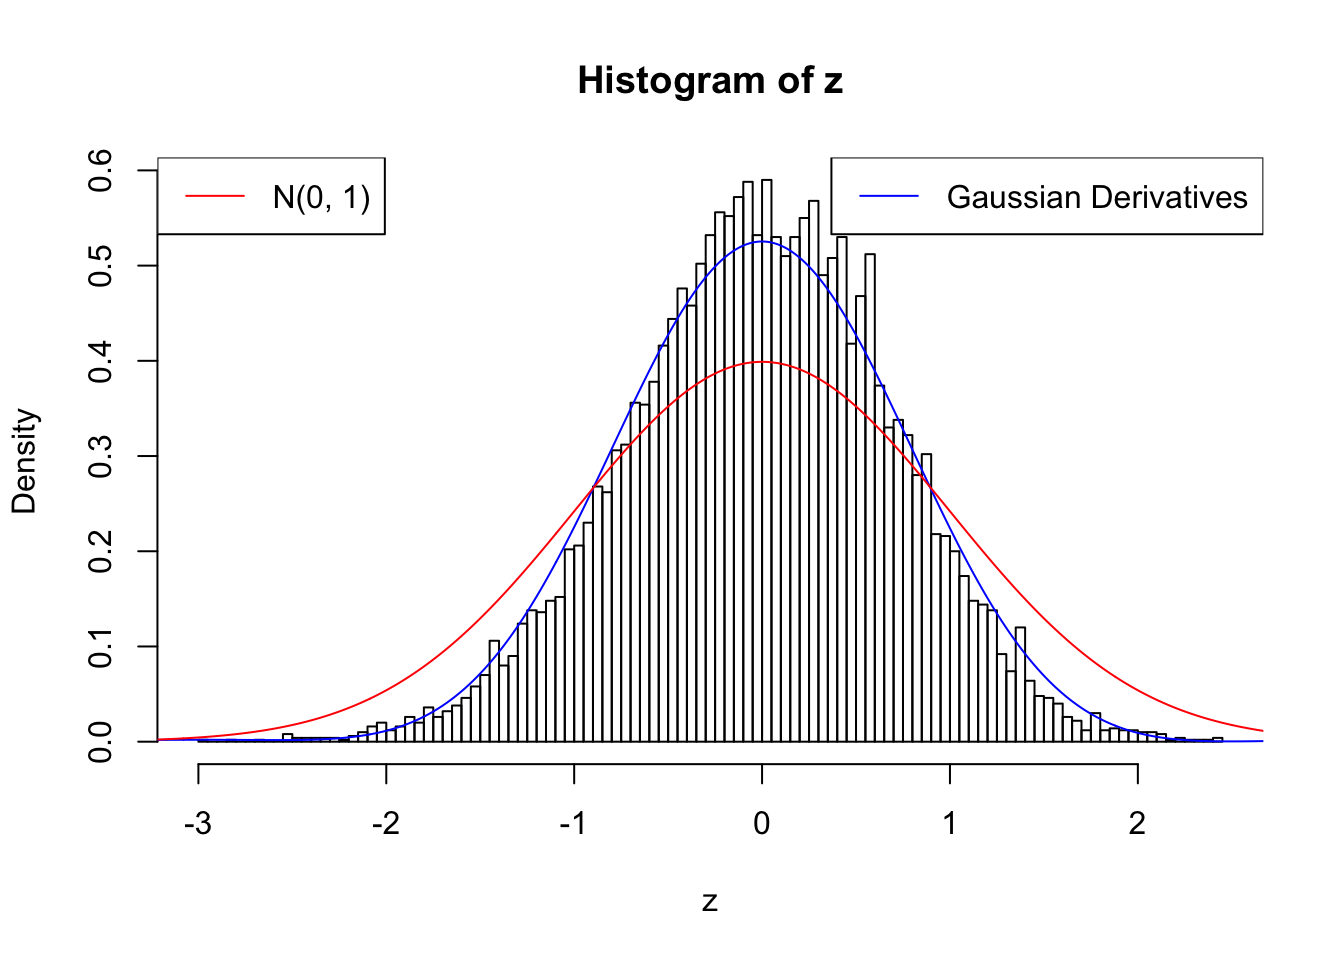 Histogram of z
N(0, 1)
Gaussian Derivatives
Density
0.6
0.5
0.4
0.3
0.2
0.1
0.0
-3 -2 -1 0 1 2
z